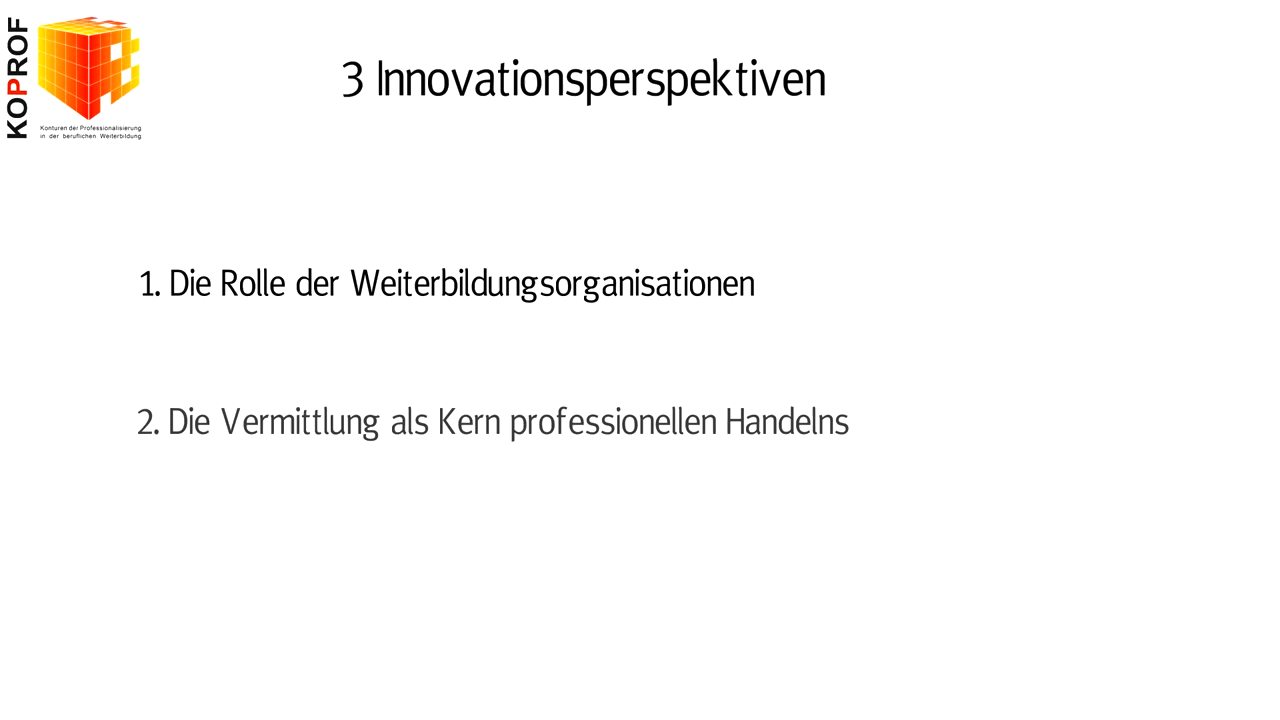 KOPROF
Konturen der Professionalisierung
in der beruflichen Weiterbildung
3 Innovationsperspektiven
1. Die Rolle der Weiterbildungsorganisationen
2. Die Vermittlung als Kern professionellen Handelns